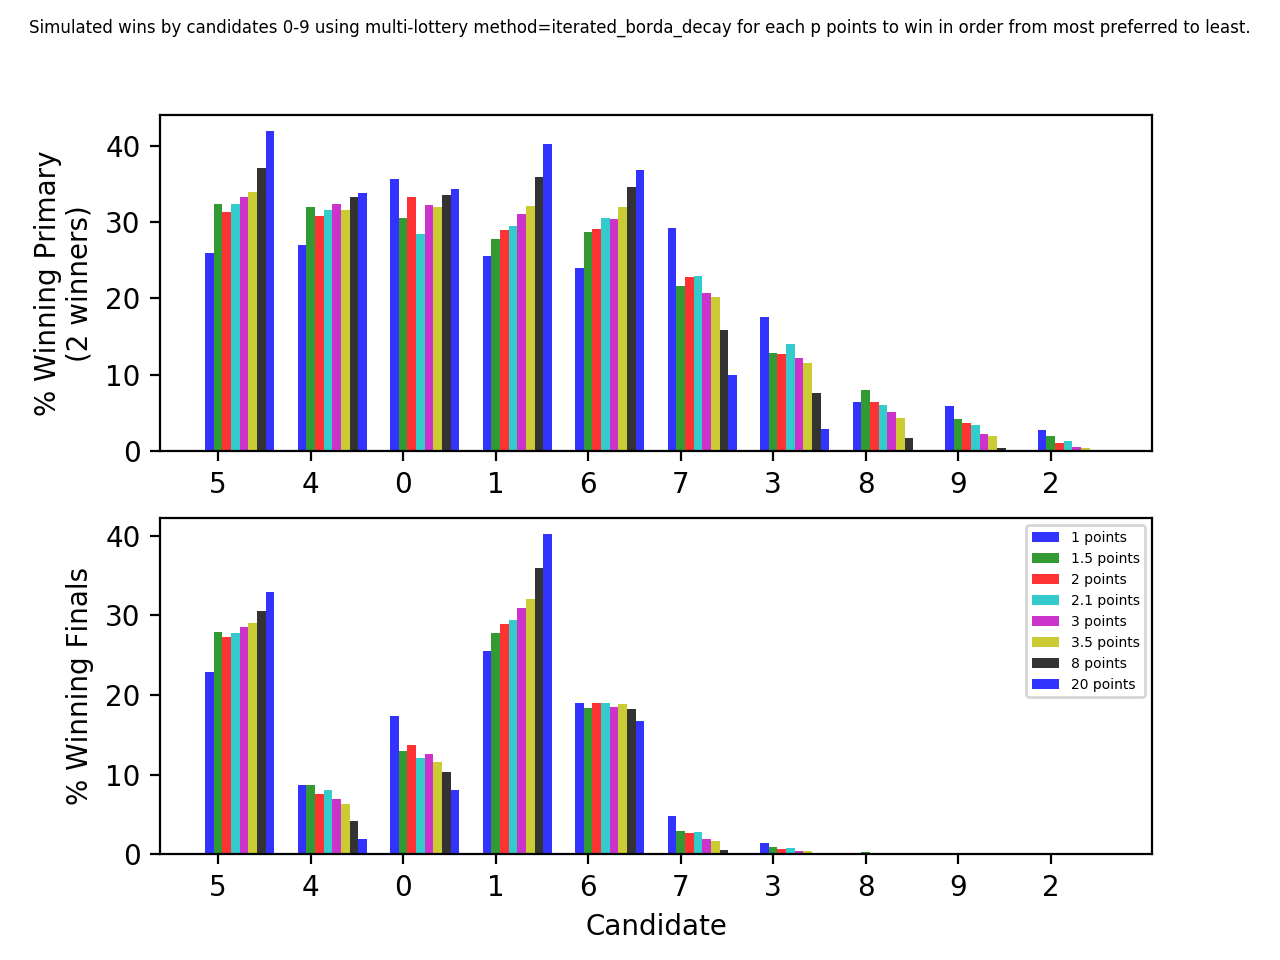 Simulated wins by candidates 0-9 using multi-lottery method=iterated_borda_decay for each p points to win in order from most preferred to least.
% Winning Primary
(2 winners)
40
30
20
10
0
5 4 0 1 6 7 3 8 9 2
% Winning Finals
40
30
20
10
0
1 points
1.5 points
2 points
2.1 points
3 points
3.5 points
8 points
20 points
5 4 0 1 6 7 3 8 9 2
Candidate